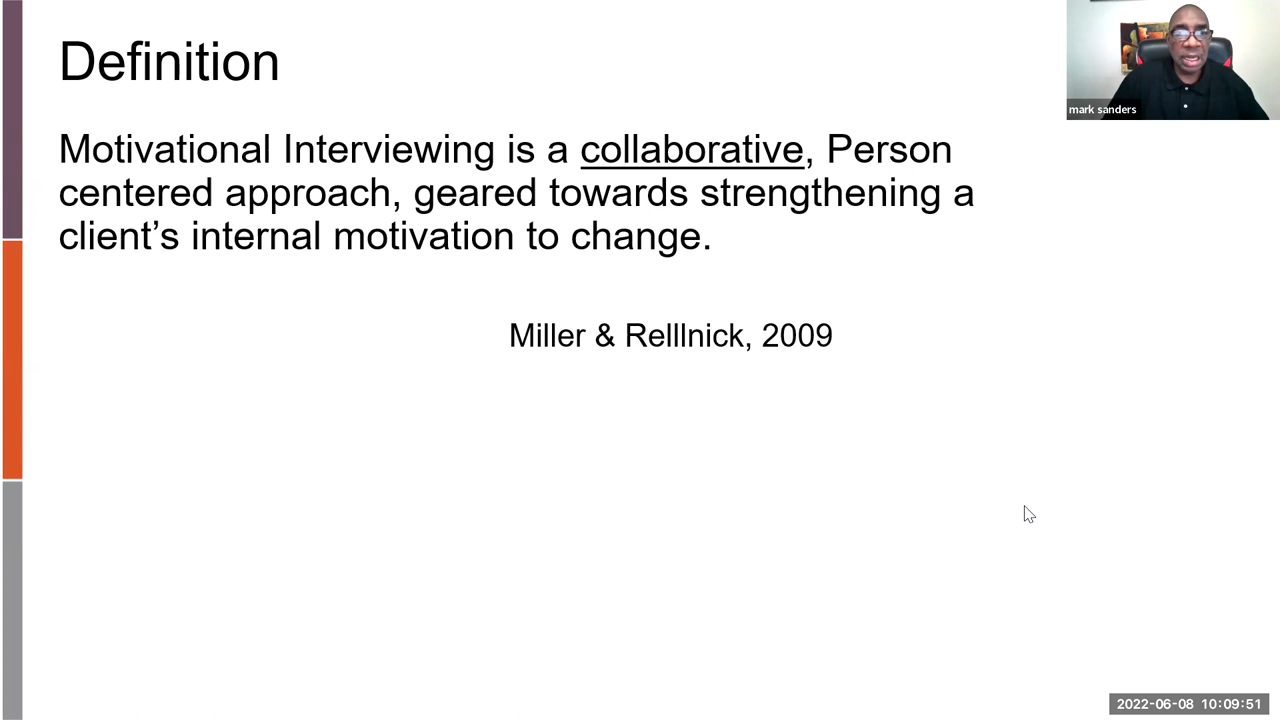 Definition
Motivational Interviewing is a collaborative, Person
centered approach, geared towards strengthening a
client’s internal motivation to change.
Miller & Relllnick, 2009
mark sanders
2022-06-08 10:09:51